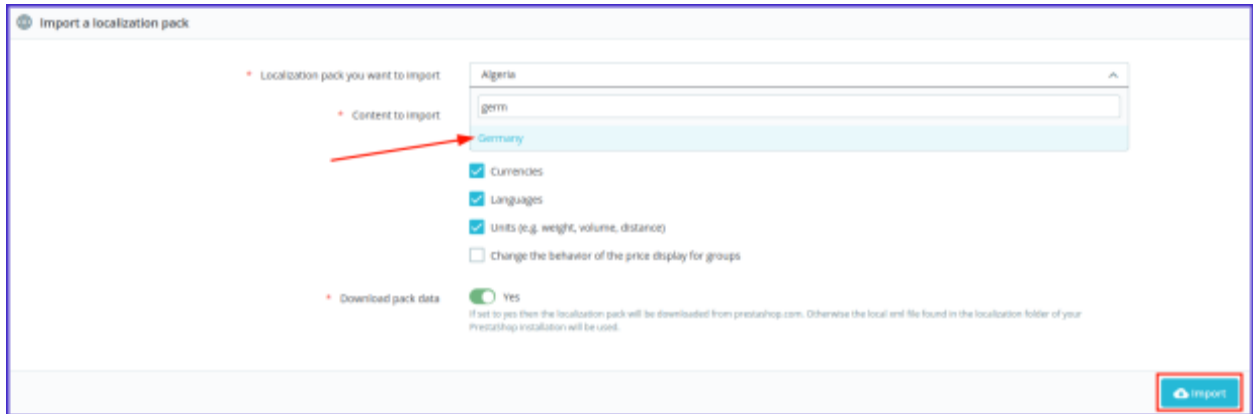 Import a localization pack
* Localization pack you want to import
Algeria
germ
Germany
* Content to import
Currencies
Languages
Units (e.g. weight, volume, distance)
Change the behavior of the price display for groups
* Download pack data
Yes
If set to yes then the localization pack will be downloaded from prestashop.com. Otherwise the local xml file found in the localization folder of your
PrestaShop installation will be used.
Import